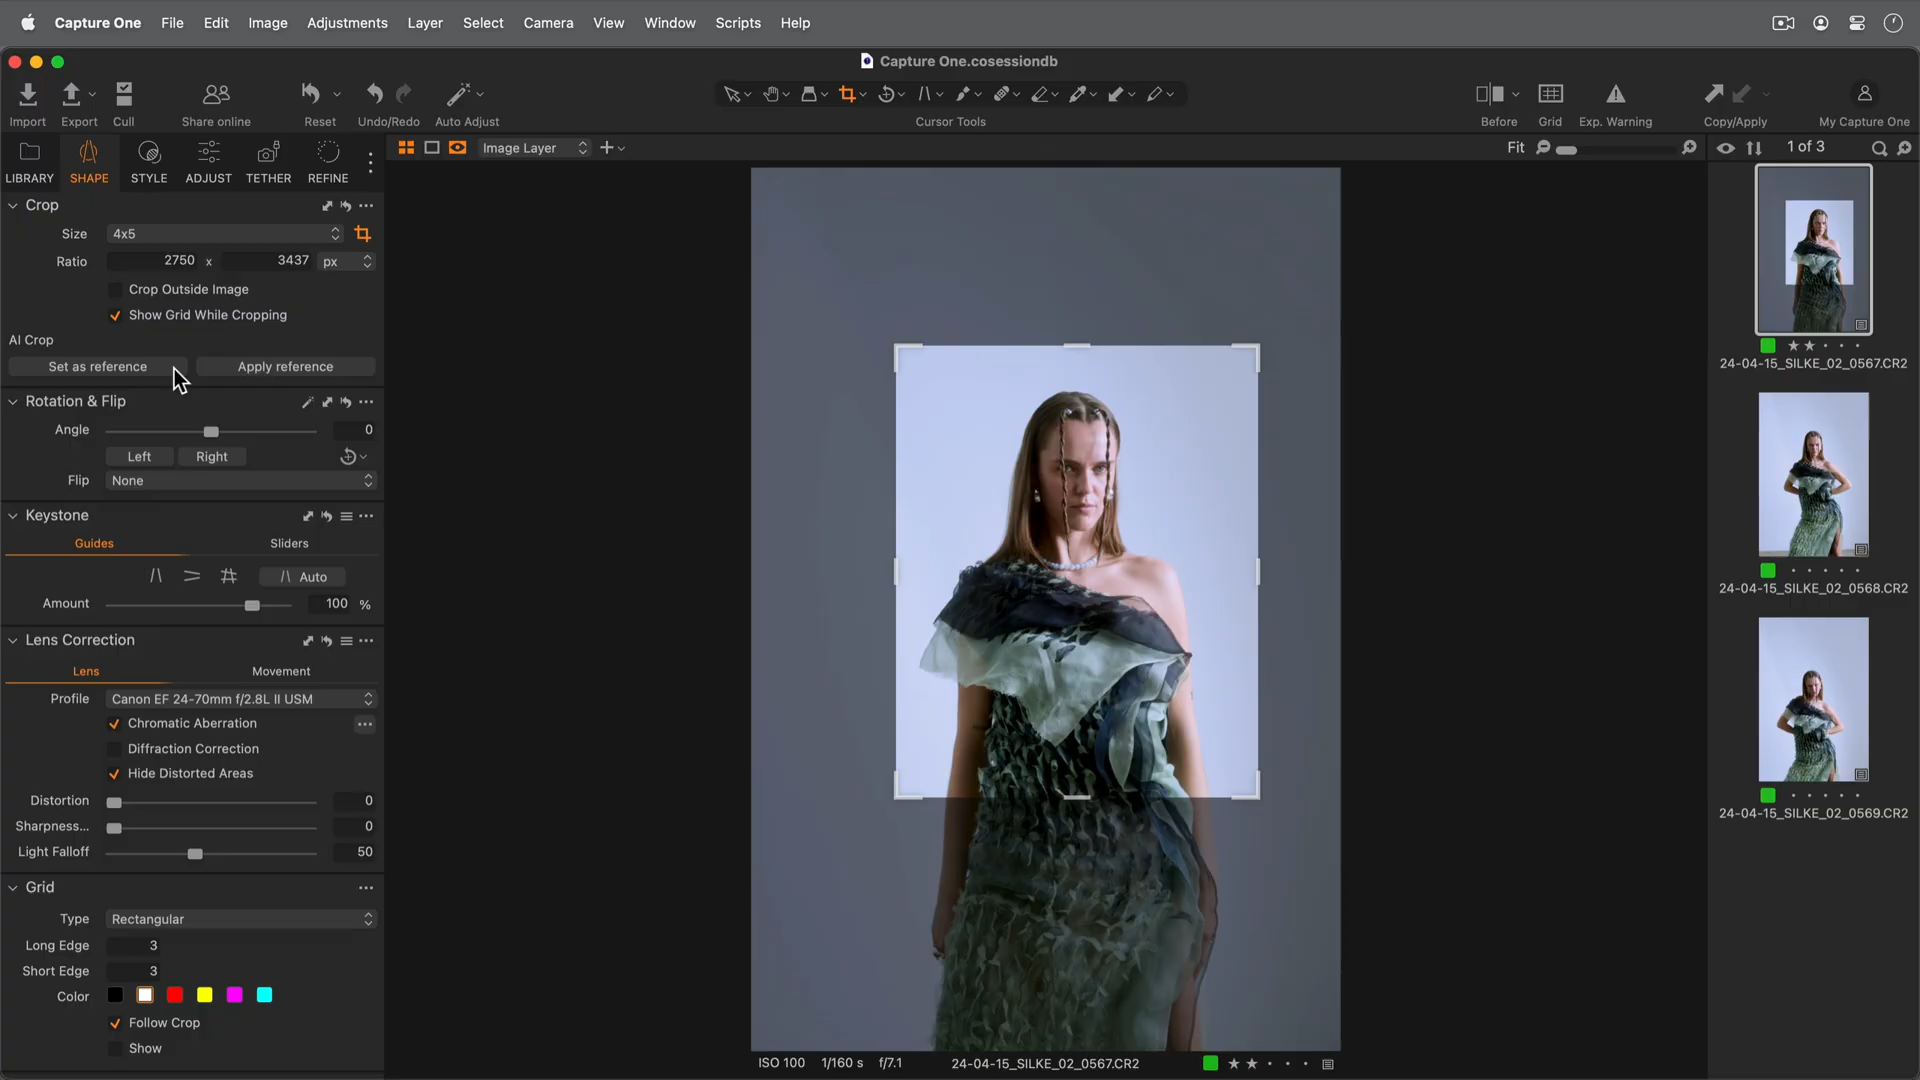 Capture One File Edit Image Adjustments Layer Select Camera View Window Scripts Help
Capture One.cosessiondb
Import Export Cull Share online Reset Undo/Redo Auto Adjust Cursor Tools Before Grid Exp. Warning Copy/Apply My Capture One
LIBRARY SHAPE STYLE ADJUST TETHER REFINE
Image Layer
Fit
1 of 3
Crop
Size 4x5
Ratio 2750 x 3437 px
Crop Outside Image
Show Grid While Cropping
AI Crop
Set as reference Apply reference
Rotation & Flip
Angle 0
Left Right
Flip None
Keystone
Guides Sliders
Auto
Amount 100 %
Lens Correction
Lens Movement
Profile Canon EF 24-70mm f/2.8L II USM
Chromatic Aberration
Diffraction Correction
Hide Distorted Areas
Distortion 0
Sharpness... 0
Light Falloff 50
Grid
Type Rectangular
Long Edge 3
Short Edge 3
Color
Follow Crop
Show
ISO 100 1/160 s f/7.1 24-04-15_SILKE_02_0567.CR2
24-04-15_SILKE_02_0567.CR2
24-04-15_SILKE_02_0568.CR2
24-04-15_SILKE_02_0569.CR2